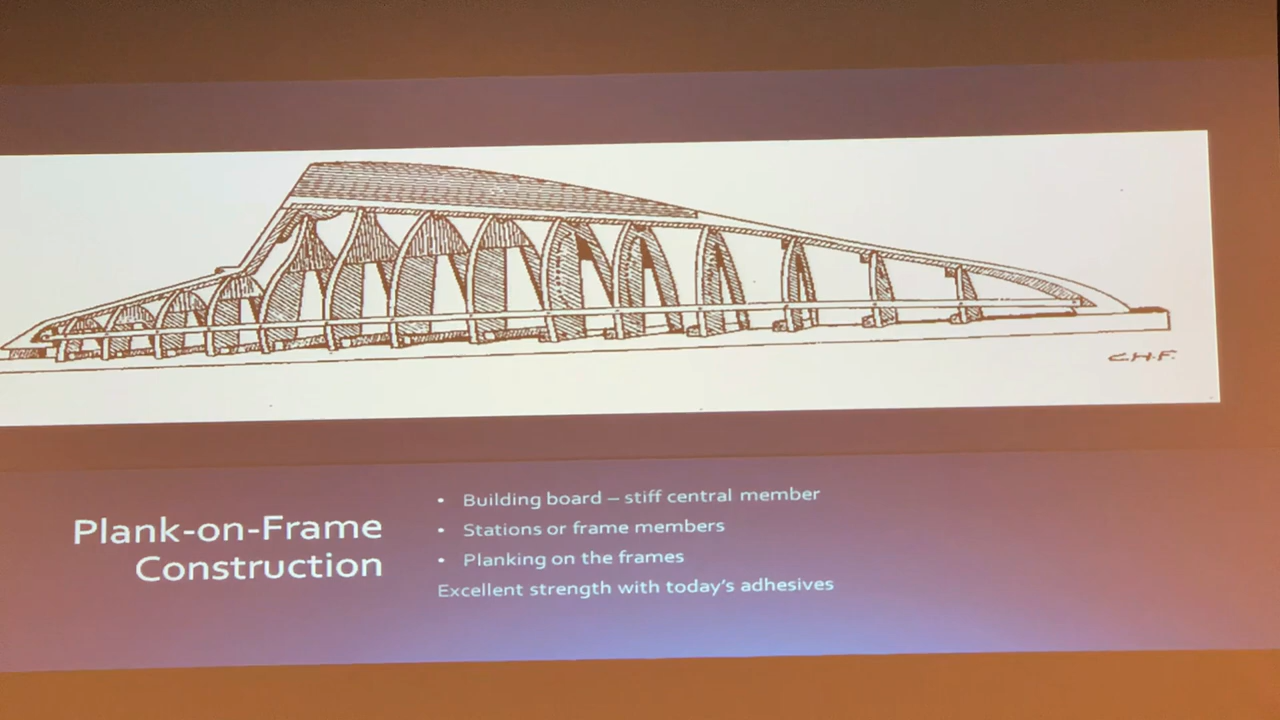 C.H.F.
Plank-on-Frame
Construction
• Building board – stiff central member
• Stations or frame members
• Planking on the frames
Excellent strength with today's adhesives